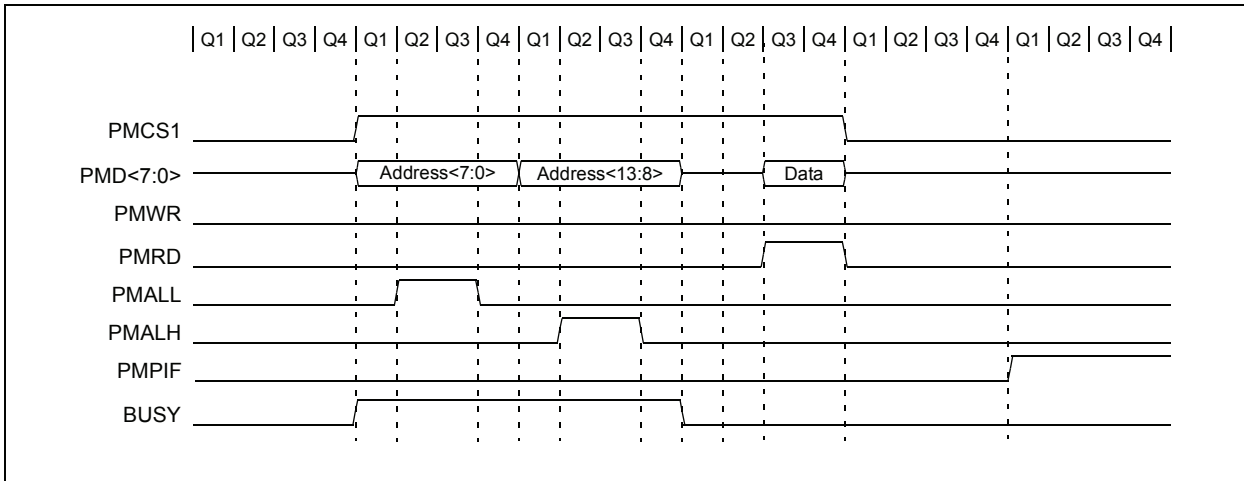 Q1 Q2 Q3 Q4 Q1 Q2 Q3 Q4 Q1 Q2 Q3 Q4 Q1 Q2 Q3 Q4 Q1 Q2 Q3 Q4 Q1 Q2 Q3 Q4
PMCS1
PMD<7:0> Address<7:0> Address<13:8> Data
PMWR
PMRD
PMALL
PMALH
PMPIF
BUSY